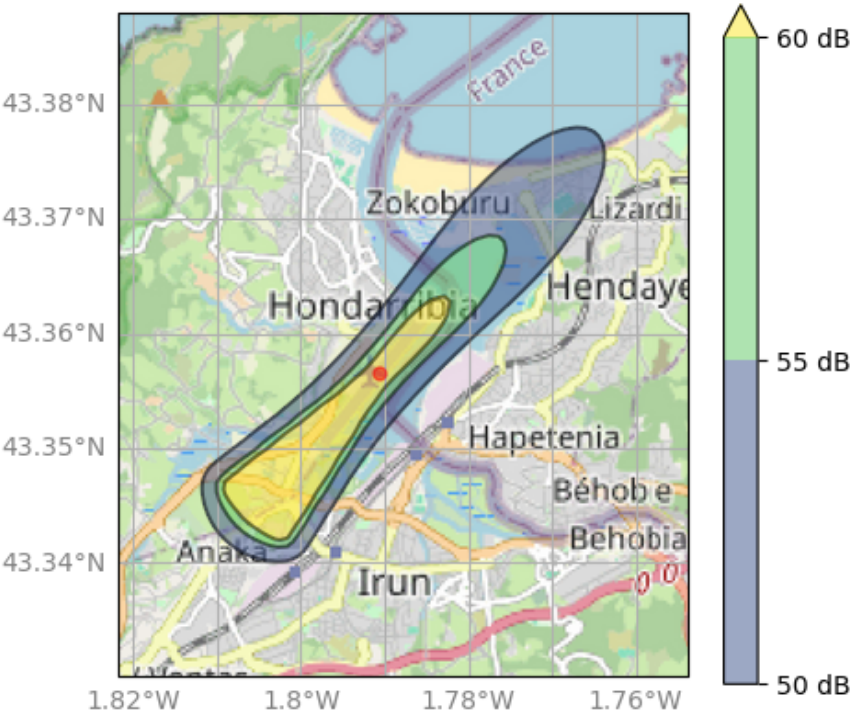 60 dB
43.38°N
France
43.37°N
Zokoburu
Lizardi
Hendaye
Hondarribia
43.36°N
55 dB
43.35°N
Hapetenia
Béhobie
Behobia
43.34°N
Anaka
Irun
50 dB
1.82°W
1.8°W
1.78°W
1.76°W